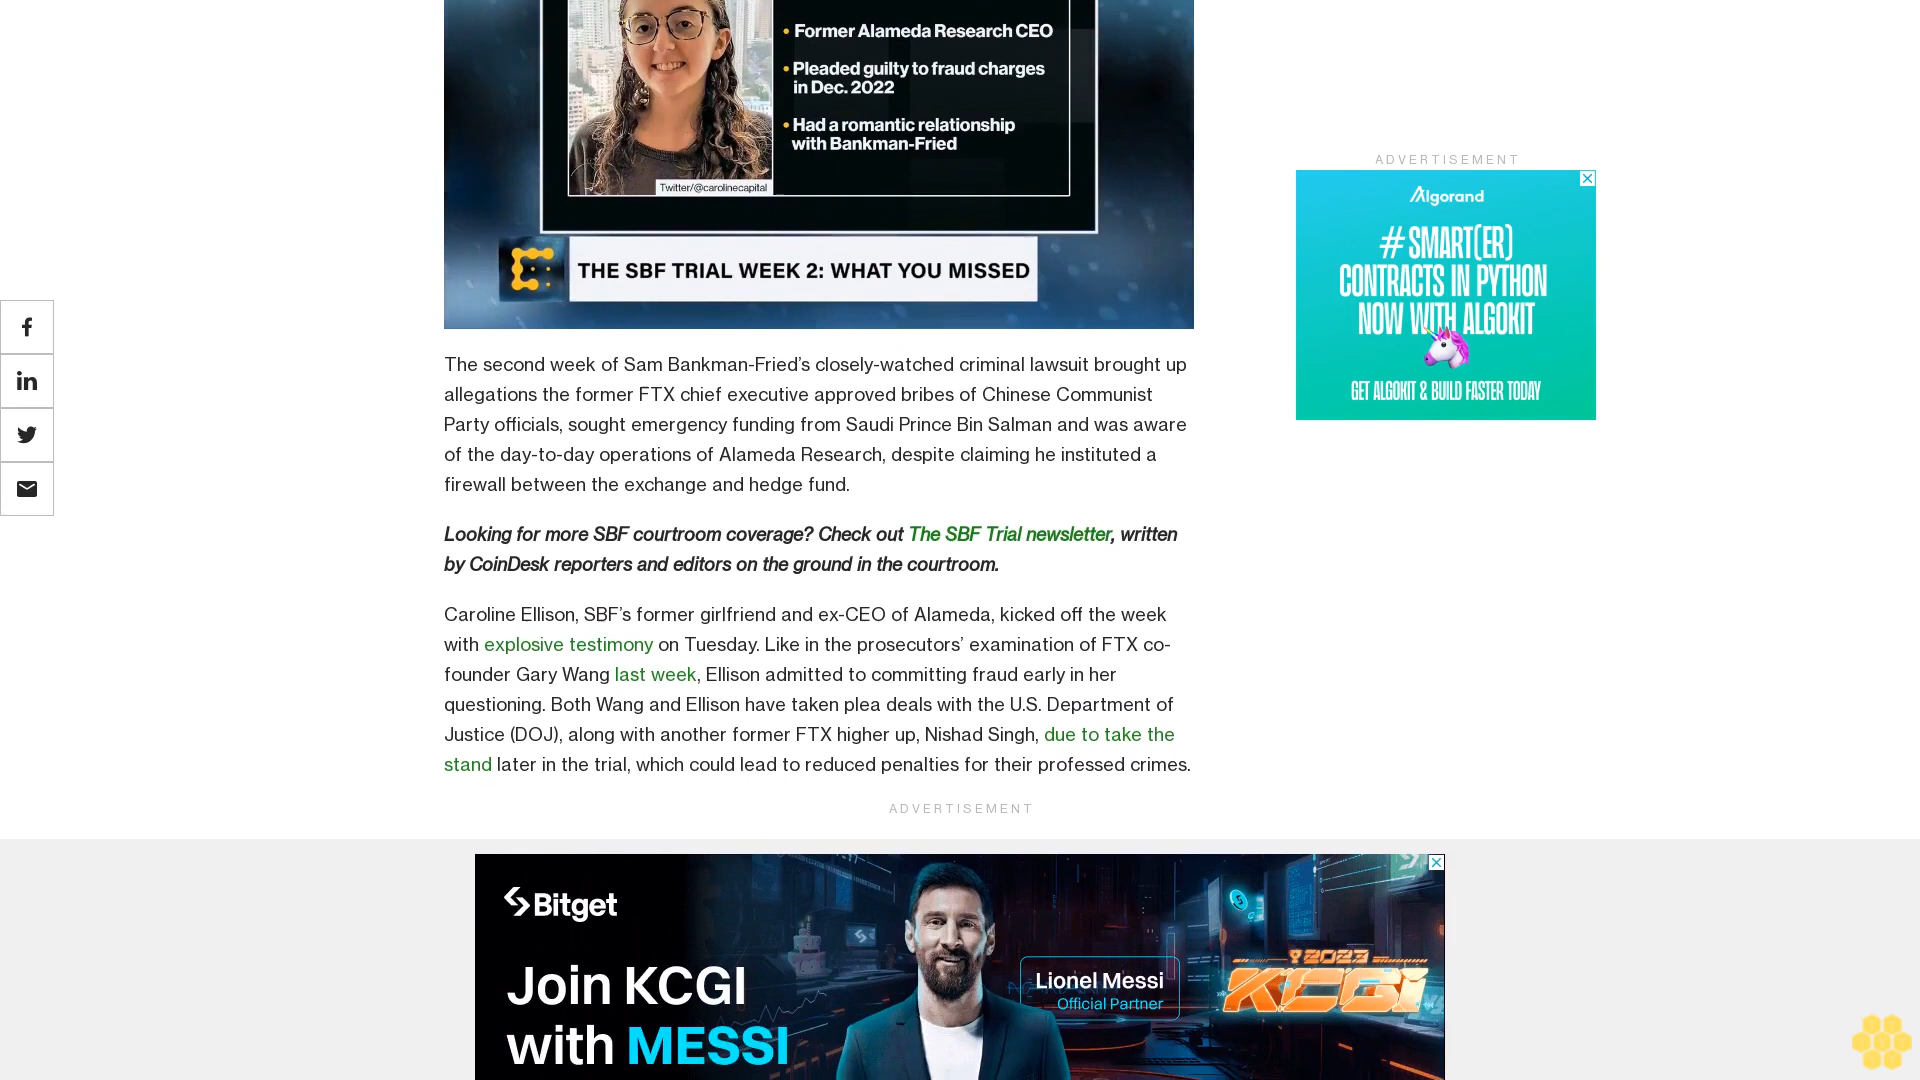 • Former Alameda Research CEO
• Pleaded guilty to fraud charges
in Dec. 2022
• Had a romantic relationship
with Bankman-Fried
Twitter/@carolinecapital
THE SBF TRIAL WEEK 2: WHAT YOU MISSED
The second week of Sam Bankman-Fried’s closely-watched criminal lawsuit brought up
allegations the former FTX chief executive approved bribes of Chinese Communist
Party officials, sought emergency funding from Saudi Prince Bin Salman and was aware
of the day-to-day operations of Alameda Research, despite claiming he instituted a
firewall between the exchange and hedge fund.
Looking for more SBF courtroom coverage? Check out The SBF Trial newsletter, written
by CoinDesk reporters and editors on the ground in the courtroom.
Caroline Ellison, SBF’s former girlfriend and ex-CEO of Alameda, kicked off the week
with explosive testimony on Tuesday. Like in the prosecutors’ examination of FTX co-
founder Gary Wang last week, Ellison admitted to committing fraud early in her
questioning. Both Wang and Ellison have taken plea deals with the U.S. Department of
Justice (DOJ), along with another former FTX higher up, Nishad Singh, due to take the
stand later in the trial, which could lead to reduced penalties for their professed crimes.
ADVERTISEMENT
Algorand
# SMART(ER)
CONTRACTS IN PYTHON
NOW WITH ALGOKIT
GET ALGOKIT & BUILD FASTER TODAY
ADVERTISEMENT
Bitget
Join KCGI
with MESSI
Lionel Messi
Official Partner
Y2023
KCGI